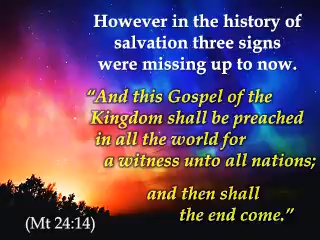 However in the history of
salvation three signs
were missing up to now.
“And this Gospel of the
Kingdom shall be preached
in all the world for
a witness unto all nations;
and then shall
the end come.”
(Mt 24:14)